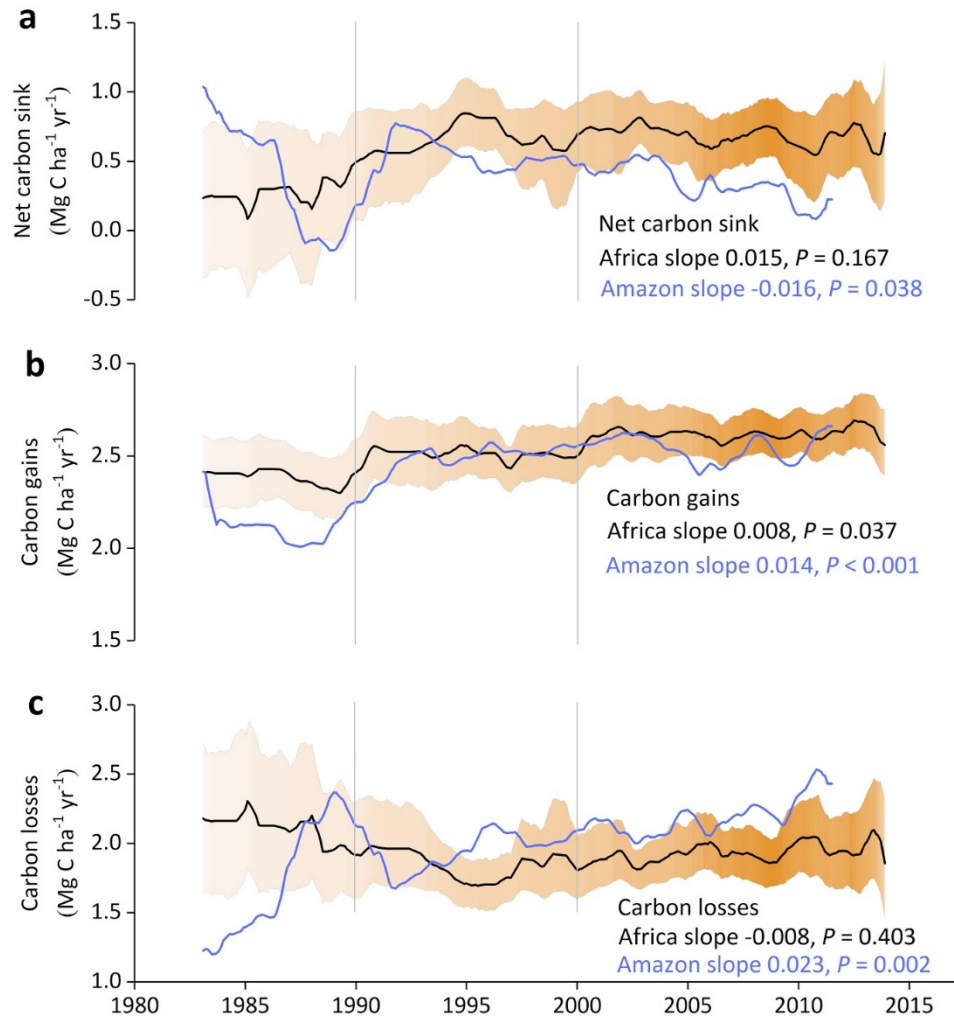 a
Net carbon sink
(Mg C ha⁻¹ yr⁻¹)
1.5
1.0
0.5
0.0
-0.5
Net carbon sink
Africa slope 0.015, P = 0.167
Amazon slope -0.016, P = 0.038
b
Carbon gains
(Mg C ha⁻¹ yr⁻¹)
3.0
2.5
2.0
1.5
Carbon gains
Africa slope 0.008, P = 0.037
Amazon slope 0.014, P < 0.001
c
Carbon losses
(Mg C ha⁻¹ yr⁻¹)
3.0
2.5
2.0
1.5
1.0
Carbon losses
Africa slope -0.008, P = 0.403
Amazon slope 0.023, P = 0.002
1980 1985 1990 1995 2000 2005 2010 2015